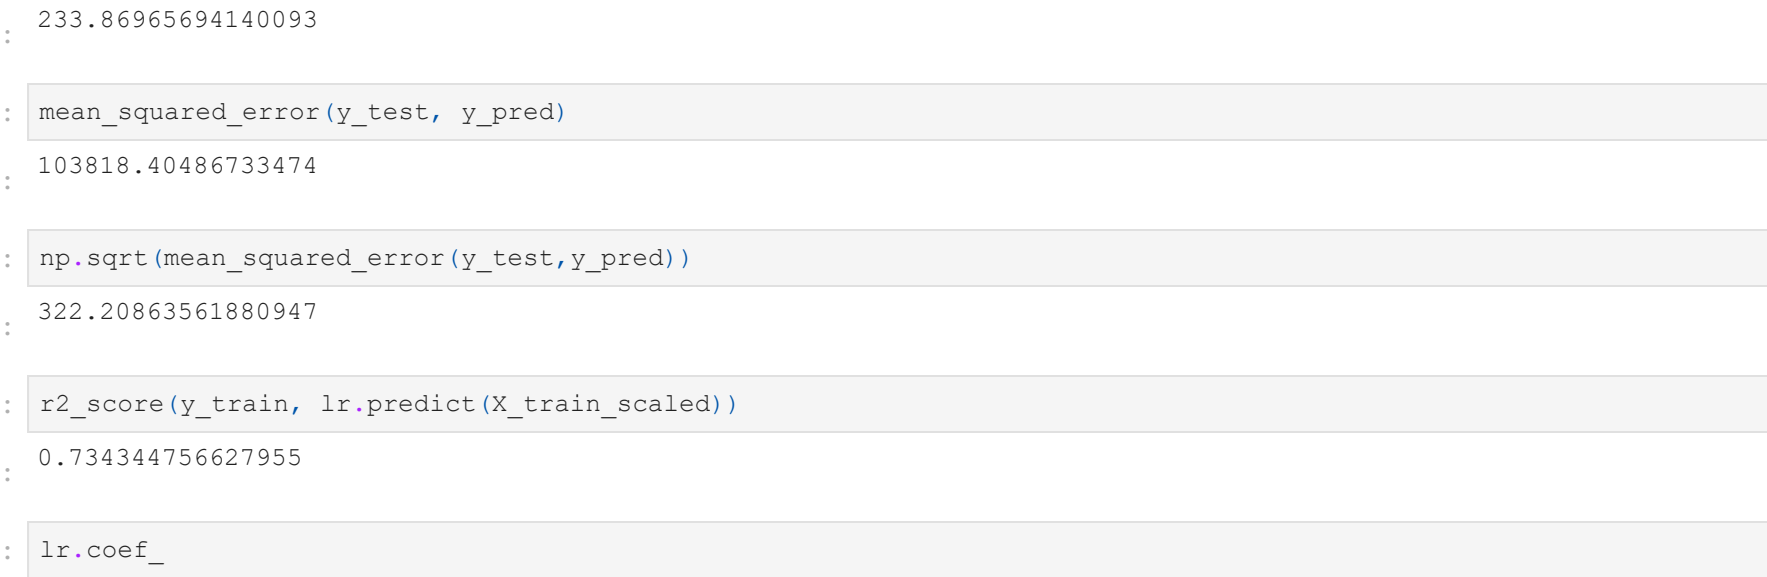 233.86965694140093
:
: mean_squared_error(y_test, y_pred)
103818.40486733474
:
: np.sqrt(mean_squared_error(y_test,y_pred))
322.20863561880947
:
: r2_score(y_train, lr.predict(X_train_scaled))
0.734344756627955
:
: lr.coef_